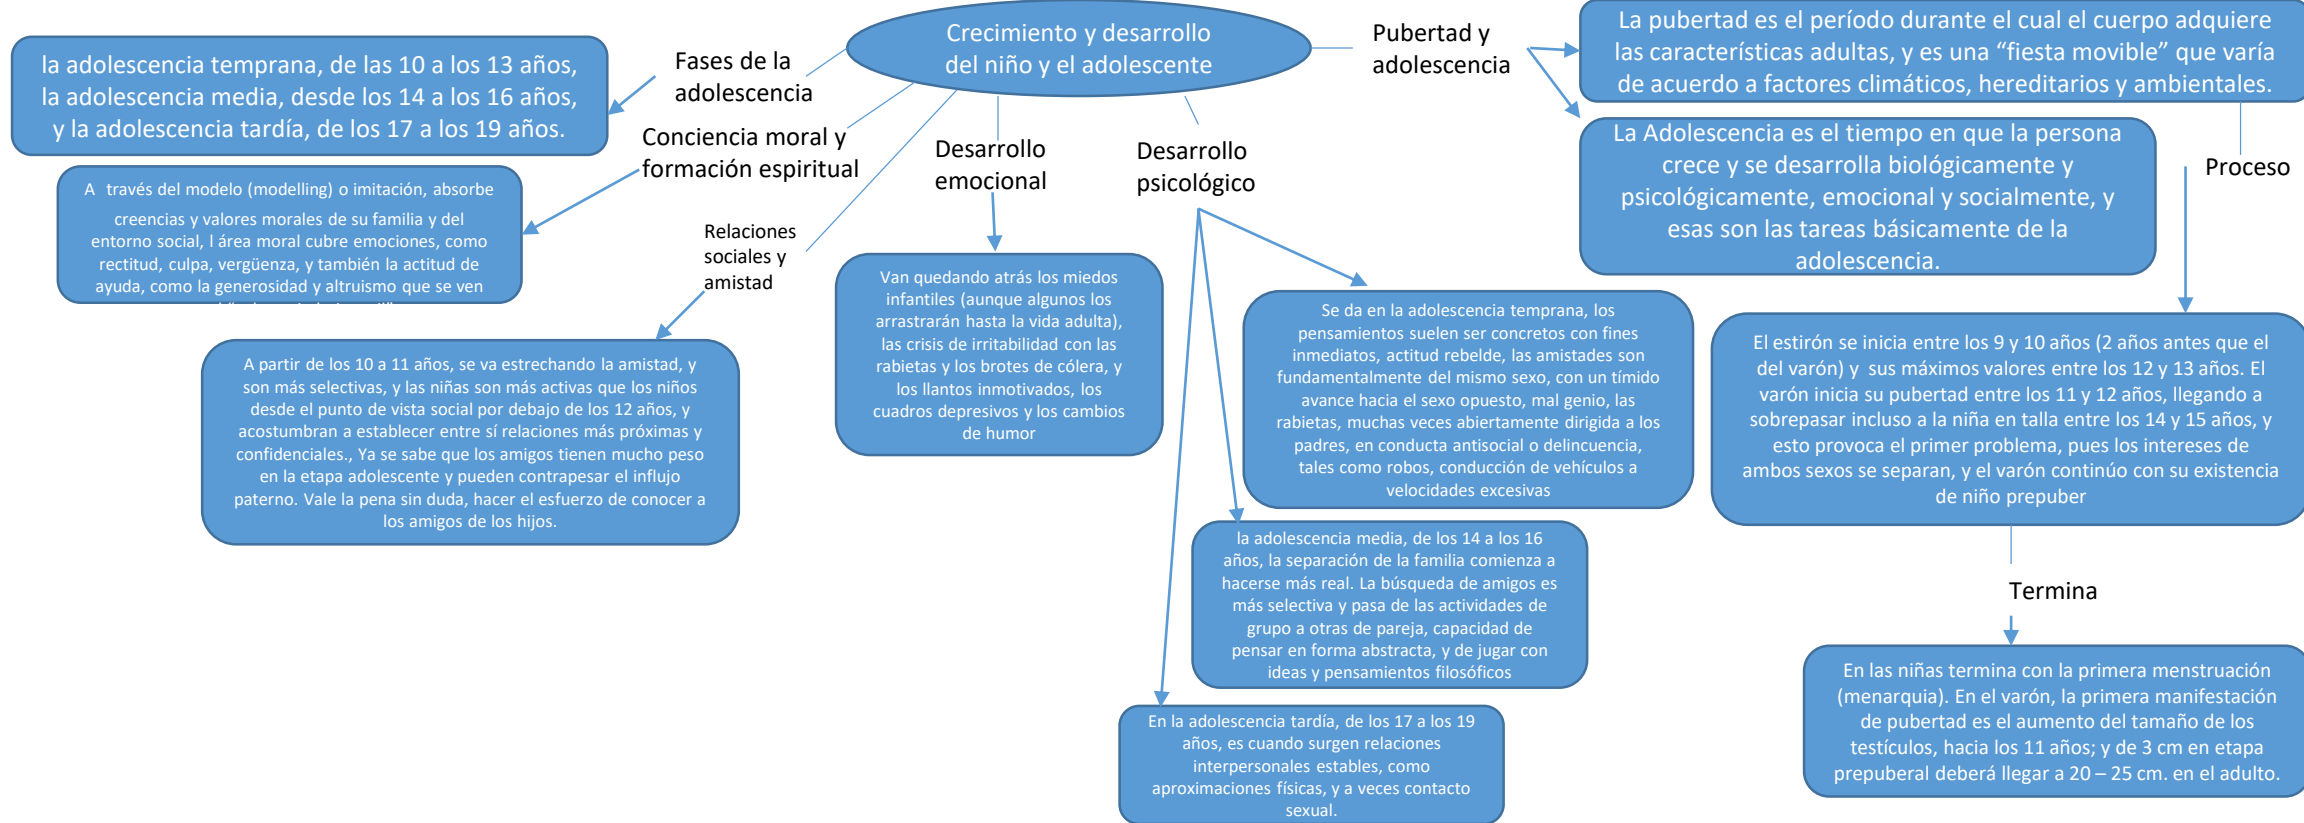 Crecimiento y desarrollo
del niño y el adolescente
Fases de la
adolescencia
la adolescencia temprana, de las 10 a los 13 años,
la adolescencia media, desde los 14 a los 16 años,
y la adolescencia tardía, de los 17 a los 19 años.
Conciencia moral y
formación espiritual
A través del modelo (modelling) o imitación, absorbe
creencias y valores morales de su familia y del
entorno social, l área moral cubre emociones, como
rectitud, culpa, vergüenza, y también la actitud de
ayuda, como la generosidad y altruismo que se ven
Relaciones
sociales y
amistad
A partir de los 10 a 11 años, se va estrechando la amistad, y
son más selectivas, y las niñas son más activas que los niños
desde el punto de vista social por debajo de los 12 años, y
acostumbran a establecer entre sí relaciones más próximas y
confidenciales., Ya se sabe que los amigos tienen mucho peso
en la etapa adolescente y pueden contrapesar el influjo
paterno. Vale la pena sin duda, hacer el esfuerzo de conocer a
los amigos de los hijos.
Desarrollo
emocional
Van quedando atrás los miedos
infantiles (aunque algunos los
arrastrarán hasta la vida adulta),
las crisis de irritabilidad con las
rabietas y los brotes de cólera, y
los llantos inmotivados, los
cuadros depresivos y los cambios
de humor
Desarrollo
psicológico
Se da en la adolescencia temprana, los
pensamientos suelen ser concretos con fines
inmediatos, actitud rebelde, las amistades son
fundamentalmente del mismo sexo, con un tímido
avance hacia el sexo opuesto, mal genio, las
rabietas, muchas veces abiertamente dirigida a los
padres, en conducta antisocial o delincuencia,
tales como robos, conducción de vehículos a
velocidades excesivas
la adolescencia media, de los 14 a los 16
años, la separación de la familia comienza a
hacerse más real. La búsqueda de amigos es
más selectiva y pasa de las actividades de
grupo a otras de pareja, capacidad de
pensar en forma abstracta, y de jugar con
ideas y pensamientos filosóficos
En la adolescencia tardía, de los 17 a los 19
años, es cuando surgen relaciones
interpersonales estables, como
aproximaciones físicas, y a veces contacto
sexual.
Pubertad y
adolescencia
La pubertad es el período durante el cual el cuerpo adquiere
las características adultas, y es una “fiesta movible” que varía
de acuerdo a factores climáticos, hereditarios y ambientales.
La Adolescencia es el tiempo en que la persona
crece y se desarrolla biológicamente y
psicológicamente, emocional y socialmente, y
esas son las tareas básicamente de la
adolescencia.
Proceso
El estirón se inicia entre los 9 y 10 años (2 años antes que el
del varón) y sus máximos valores entre los 12 y 13 años. El
varón inicia su pubertad entre los 11 y 12 años, llegando a
sobrepasar incluso a la niña en talla entre los 14 y 15 años, y
esto provoca el primer problema, pues los intereses de
ambos sexos se separan, y el varón continúo con su existencia
de niño prepuber
Termina
En las niñas termina con la primera menstruación
(menarquia). En el varón, la primera manifestación
de pubertad es el aumento del tamaño de los
testículos, hacia los 11 años; y de 3 cm en etapa
prepuberal deberá llegar a 20 – 25 cm. en el adulto.